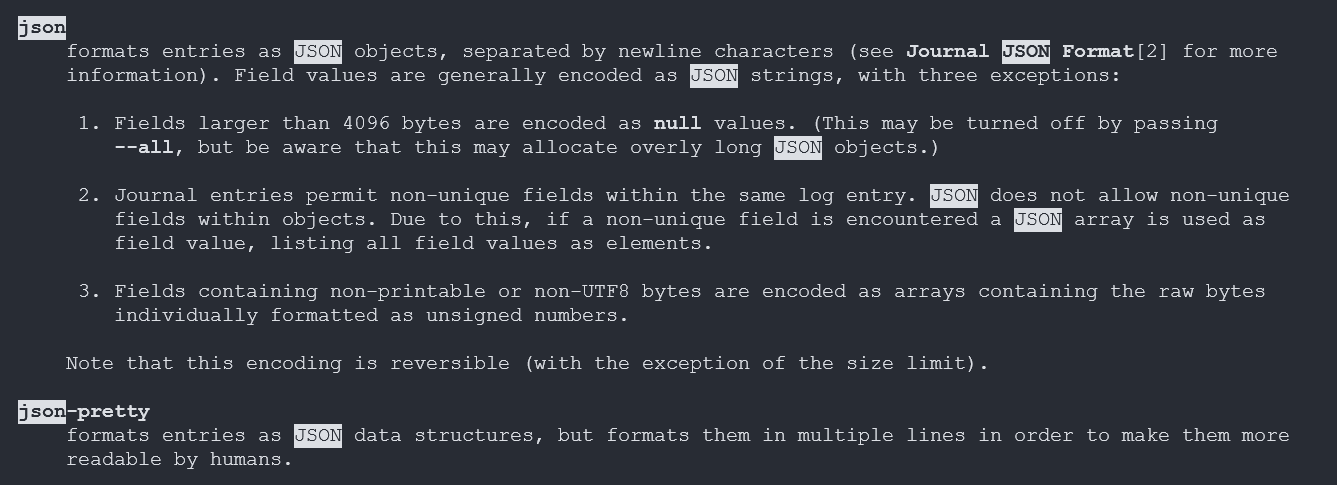 json
formats entries as JSON objects, separated by newline characters (see Journal JSON Format[2] for more
information). Field values are generally encoded as JSON strings, with three exceptions:
1. Fields larger than 4096 bytes are encoded as null values. (This may be turned off by passing
--all, but be aware that this may allocate overly long JSON objects.)
2. Journal entries permit non-unique fields within the same log entry. JSON does not allow non-unique
fields within objects. Due to this, if a non-unique field is encountered a JSON array is used as
field value, listing all field values as elements.
3. Fields containing non-printable or non-UTF8 bytes are encoded as arrays containing the raw bytes
individually formatted as unsigned numbers.
Note that this encoding is reversible (with the exception of the size limit).
json-pretty
formats entries as JSON data structures, but formats them in multiple lines in order to make them more
readable by humans.